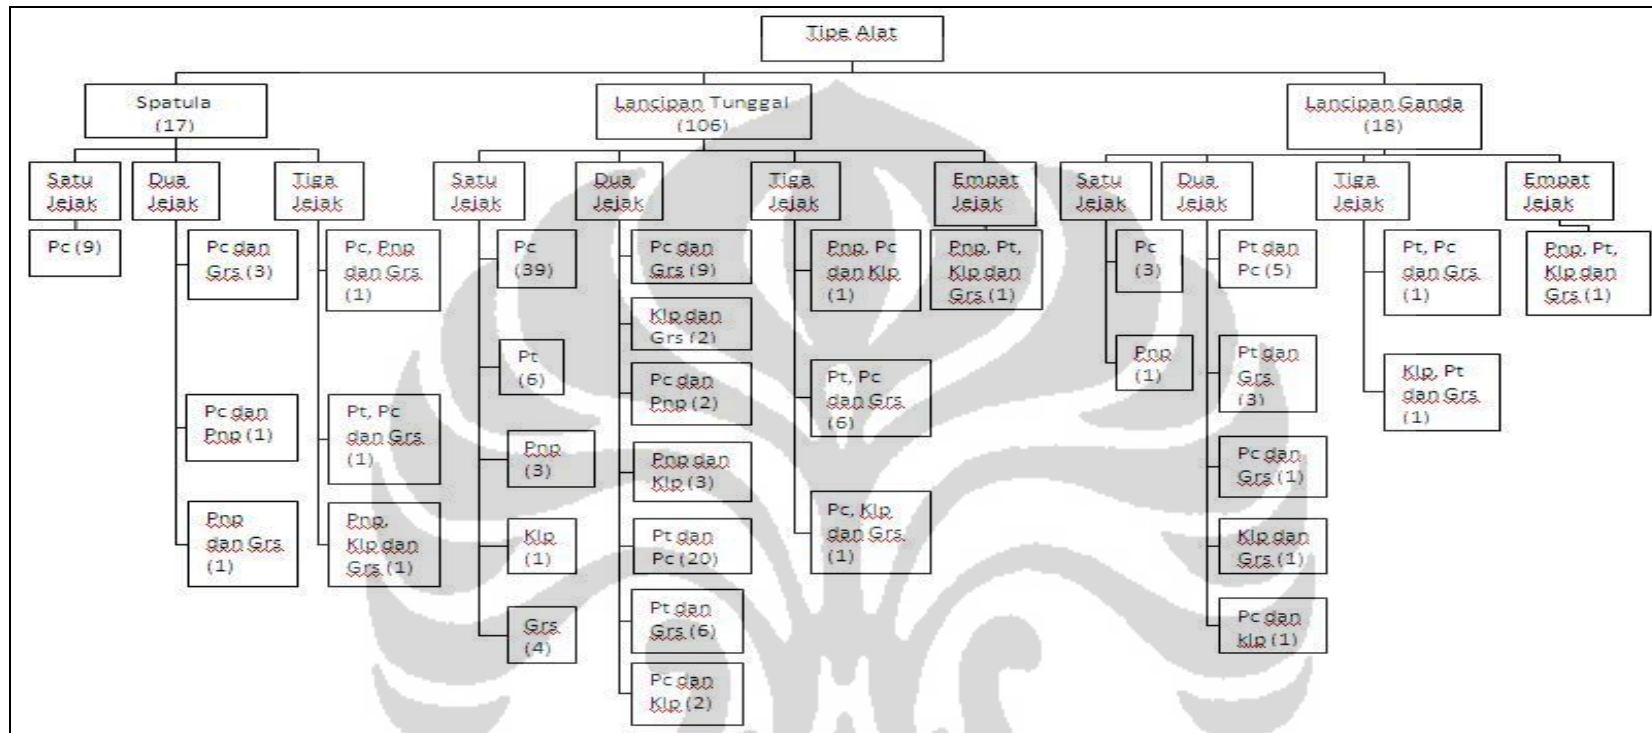 Tipe Alat
Spatula
(17)
Lancipan Tunggal
(106)
Lancipan Ganda
(18)
Satu
Jejak
Dua
Jejak
Tiga
Jejak
Satu
Jejak
Dua
Jejak
Tiga
Jejak
Empat
Jejak
Satu
Jejak
Dua
Jejak
Tiga
Jejak
Empat
Jejak
Pc (9)
Pc dan
Grs (3)
Pc dan
Pnp (1)
Pnp
dan Grs
(1)
Pc, Pnp
dan Grs
(1)
Pt, Pc
dan Grs
(1)
Pnp,
Klp dan
Grs (1)
Pc
(39)
Pt
(6)
Pnp
(3)
Klp
(1)
Grs
(4)
Pc dan
Grs (9)
Klp dan
Grs (2)
Pc dan
Pnp (2)
Pnp dan
Klp (3)
Pt dan
Pc (20)
Pt dan
Grs (6)
Pc dan
Klp (2)
Pnp, Pc
dan Klp
(1)
Pt, Pc
dan Grs
(6)
Pc, Klp
dan Grs
(1)
Pnp, Pt,
Klp dan
Grs (1)
Pc
(3)
Pnp
(1)
Pt dan
Pc (5)
Pt dan
Grs
(3)
Pc dan
Grs (1)
Klp dan
Grs (1)
Pc dan
klp (1)
Pt, Pc
dan Grs
(1)
Klp, Pt
dan Grs
(1)
Pnp, Pt,
Klp dan
Grs (1)